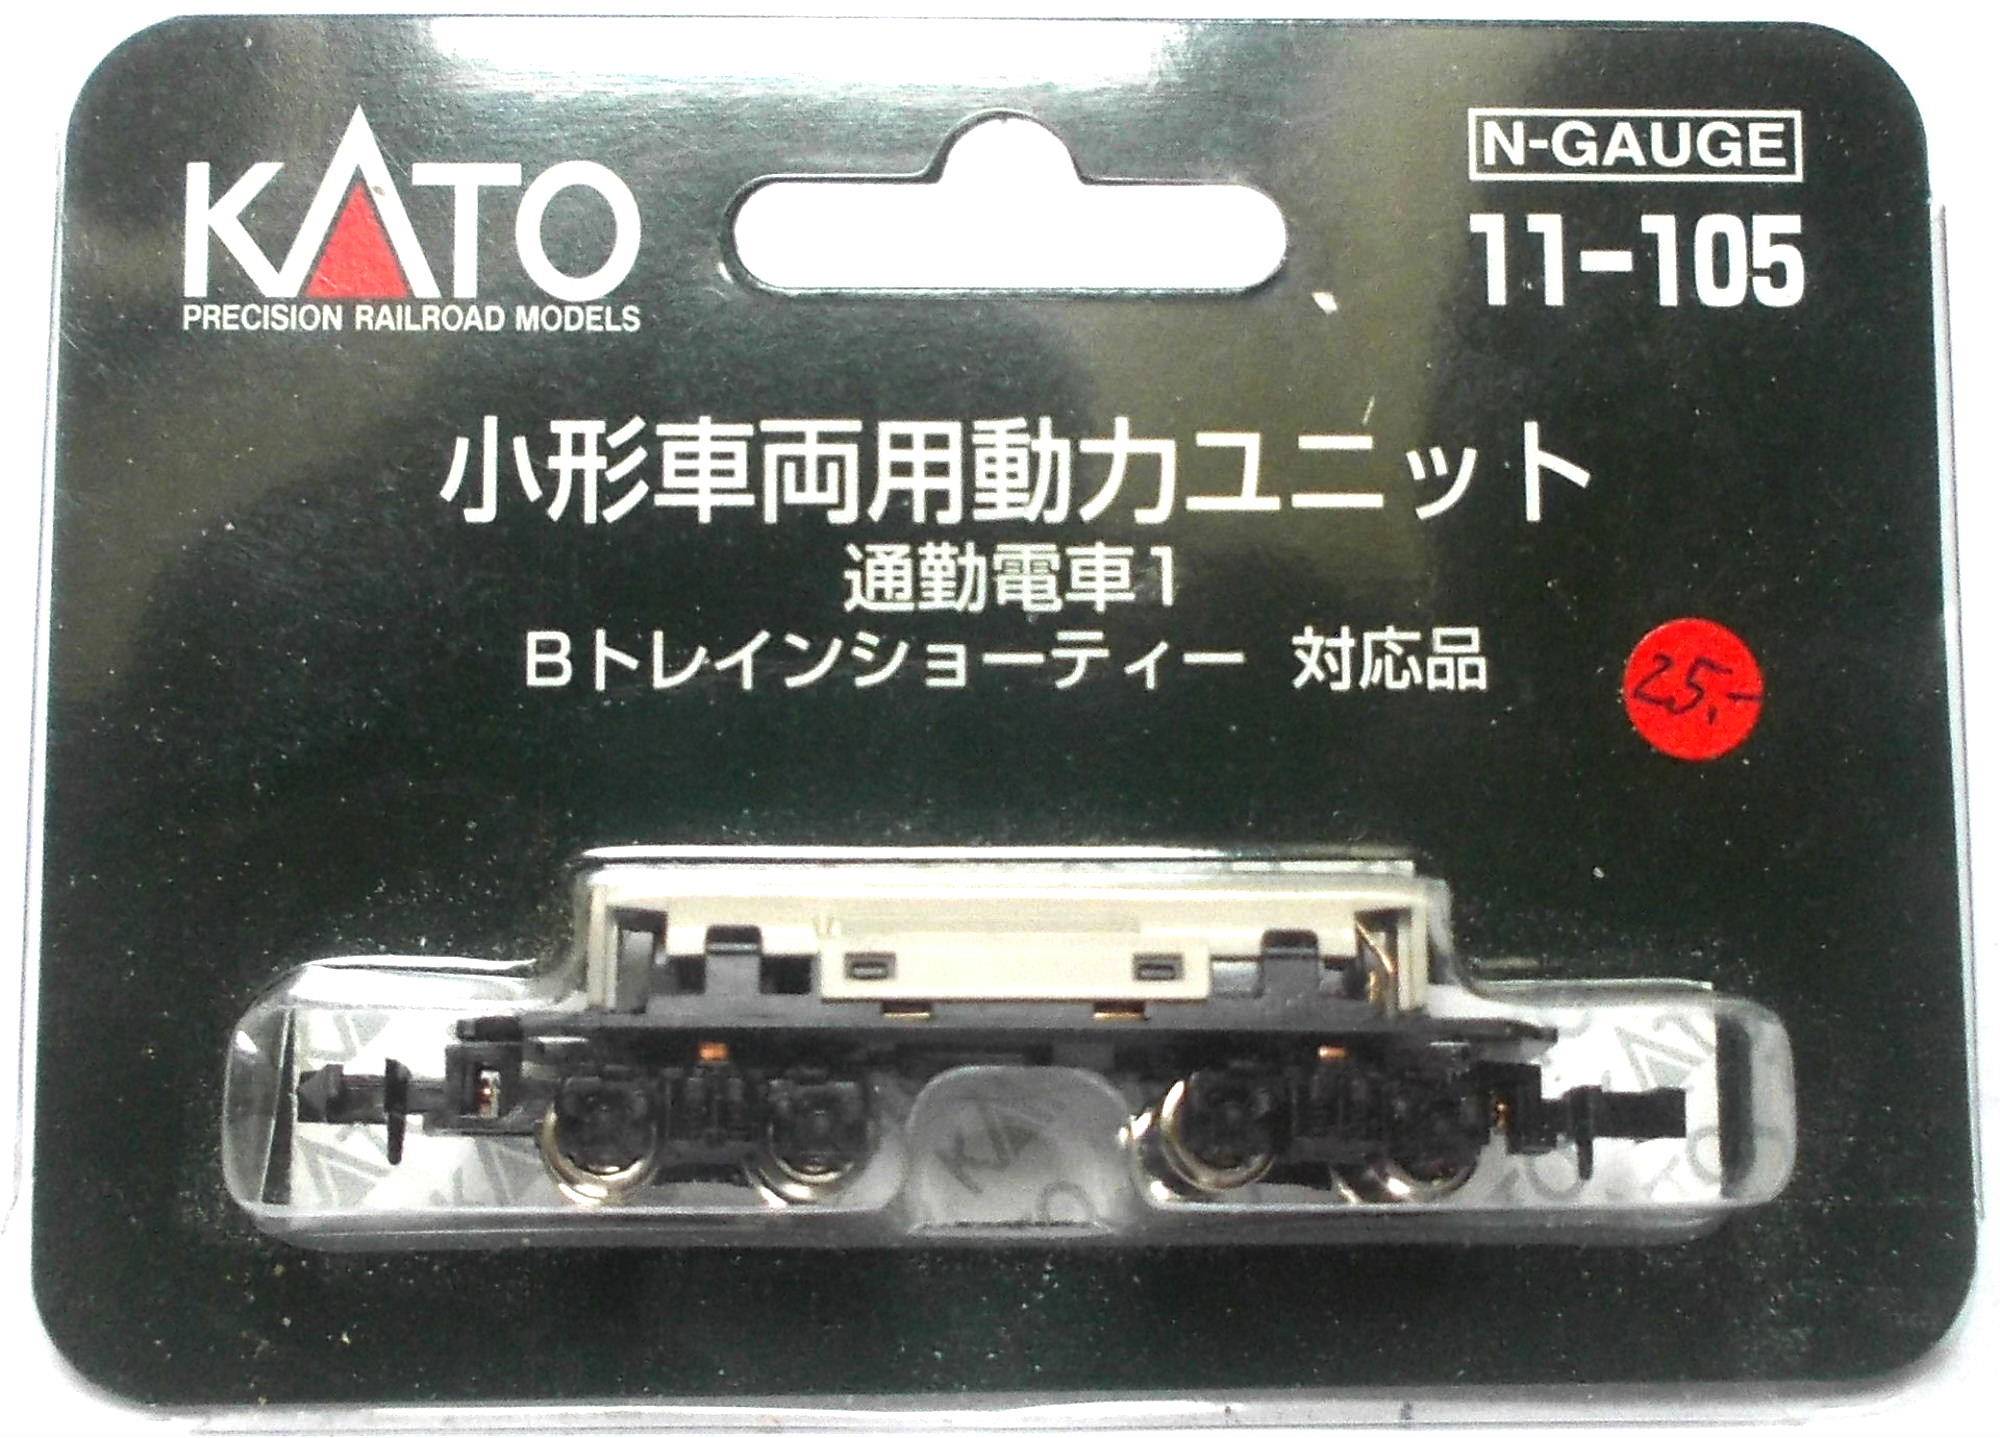 KATO
PRECISION RAILROAD MODELS
N-GAUGE
11-105
小形車両用動力ユニット
通勤電車1
Bトレインショーティー 対応品
25,-